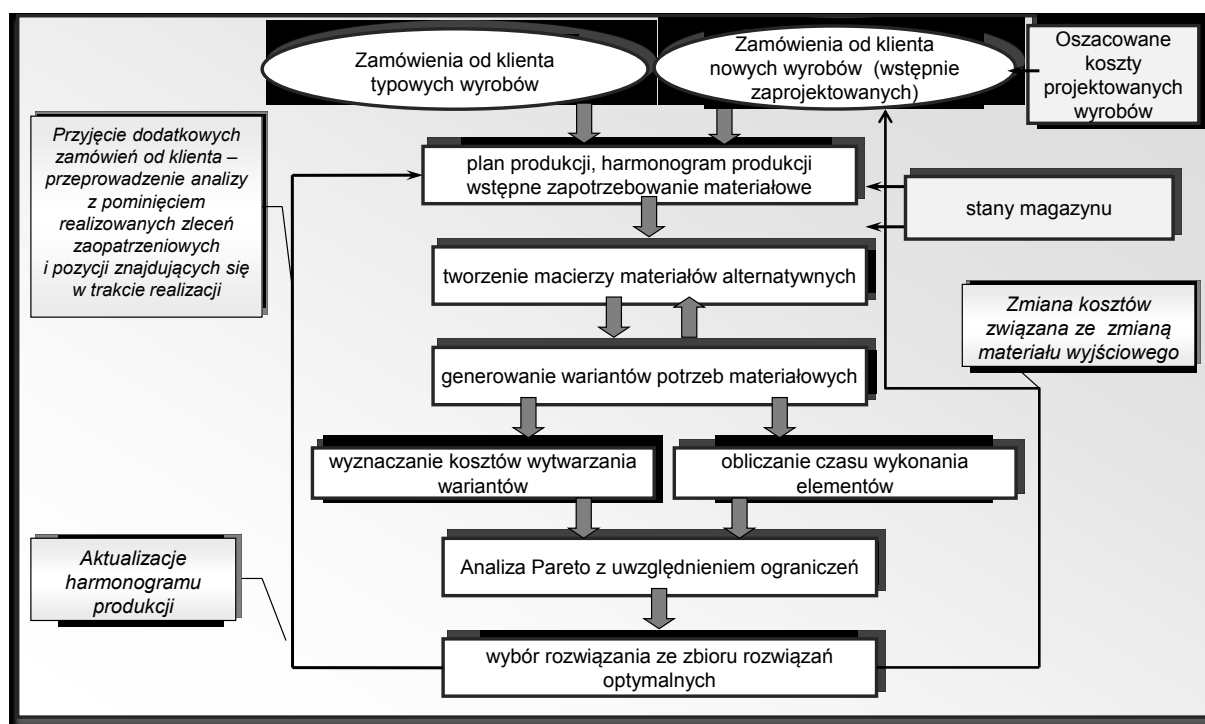 Zamówienia od klienta
typowych wyrobów
Zamówienia od klienta
nowych wyrobów (wstępnie
zaprojektowanych)
Oszacowane
koszty
projektowanych
wyrobów
Przyjęcie dodatkowych
zamówień od klienta –
przeprowadzenie analizy
z pominięciem
realizowanych zleceń
zaopatrzeniowych
i pozycji znajdujących się
w trakcie realizacji
plan produkcji, harmonogram produkcji
wstępne zapotrzebowanie materiałowe
stany magazynu
tworzenie macierzy materiałów alternatywnych
Zmiana kosztów
związana ze zmianą
materiału wyjściowego
generowanie wariantów potrzeb materiałowych
wyznaczanie kosztów wytwarzania
wariantów
obliczanie czasu wykonania
elementów
Analiza Pareto z uwzględnieniem ograniczeń
Aktualizacje
harmonogramu
produkcji
wybór rozwiązania ze zbioru rozwiązań
optymalnych